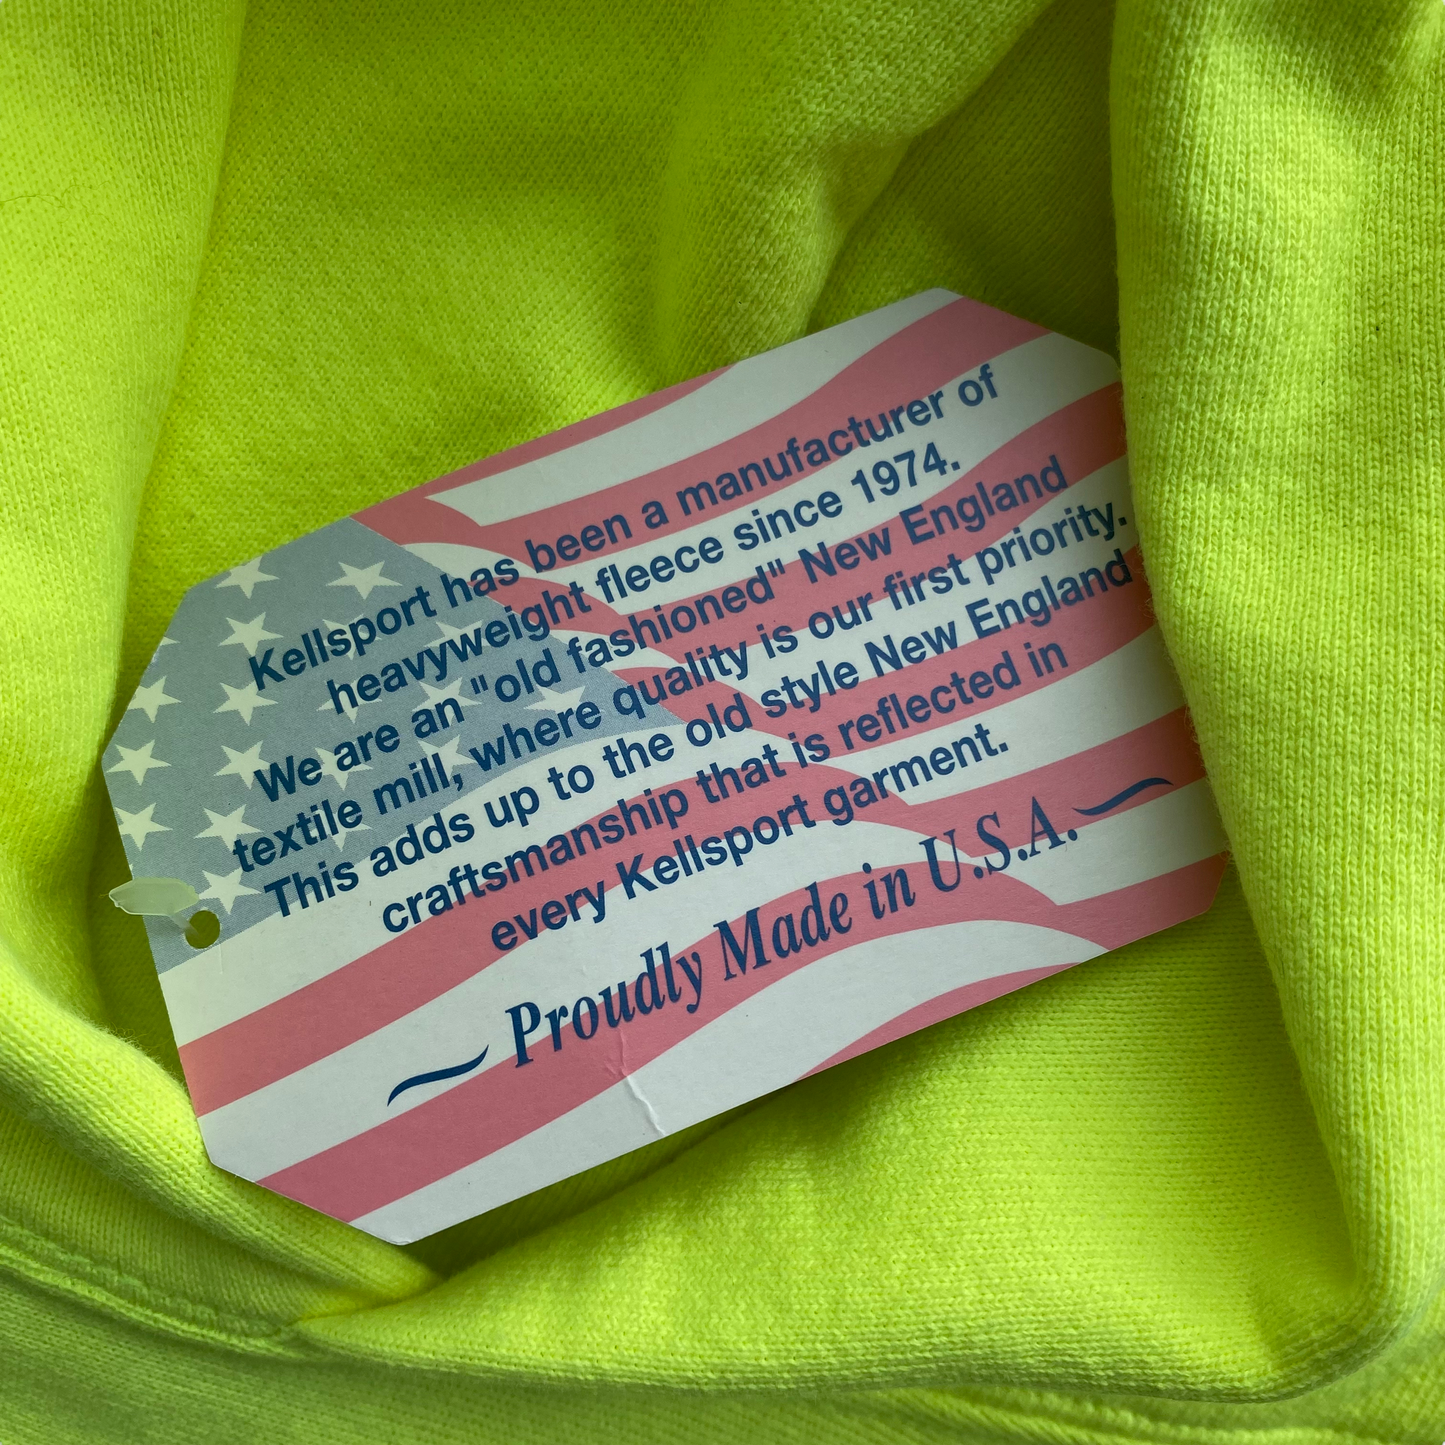 Kellsport has been a manufacturer of
heavyweight fleece since 1974.
We are an "old fashioned" New England
textile mill, where quality is our first priority.
This adds up to the old style New England
craftsmanship that is reflected in
every Kellsport garment.
Proudly Made in U.S.A.